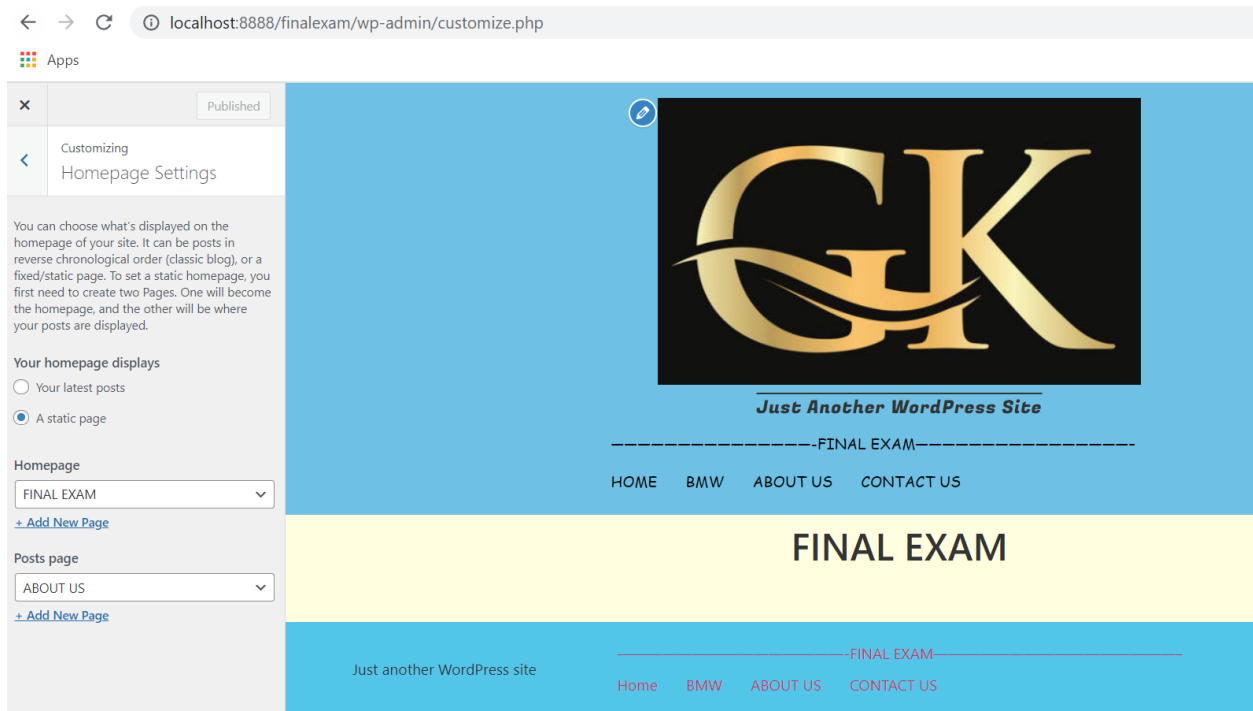 localhost:8888/finalexam/wp-admin/customize.php
Apps
Published
Customizing
Homepage Settings
You can choose what's displayed on the
homepage of your site. It can be posts in
reverse chronological order (classic blog), or a
fixed/static page. To set a static homepage, you
first need to create two Pages. One will become
the homepage, and the other will be where
your posts are displayed.
Your homepage displays
Your latest posts
A static page
Homepage
FINAL EXAM
+ Add New Page
Posts page
ABOUT US
+ Add New Page
GK
Just Another WordPress Site
———————————————-FINAL EXAM————————————————-
HOME BMW ABOUT US CONTACT US
FINAL EXAM
Just another WordPress site
———————————————-FINAL EXAM————————————————–
Home BMW ABOUT US CONTACT US